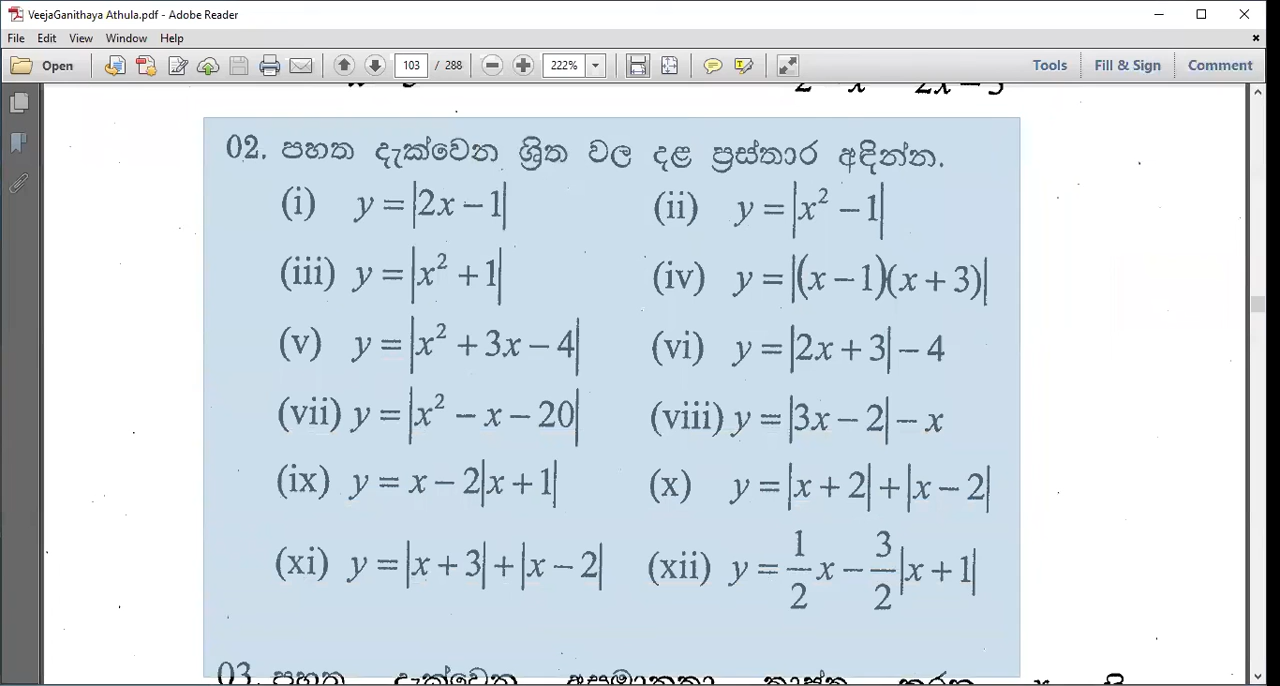 VeejaGanithaya Athula.pdf - Adobe Reader
File Edit View Window Help
Open 103 / 288 222% Tools Fill & Sign Comment
02. පහත දැක්වෙන ශ්‍රිත වල දළ ප්‍රස්තාර අඳින්න.
(i) y = |2x − 1| (ii) y = |x² − 1|
(iii) y = |x² + 1| (iv) y = |(x − 1)(x + 3)|
(v) y = |x² + 3x − 4| (vi) y = |2x + 3| − 4
(vii) y = |x² − x − 20| (viii) y = |3x − 2| − x
(ix) y = x − 2|x + 1| (x) y = |x + 2| + |x − 2|
(xi) y = |x + 3| + |x − 2| (xii) y = 1/2 x − 3/2 |x + 1|
03. පහත දැක්වෙන